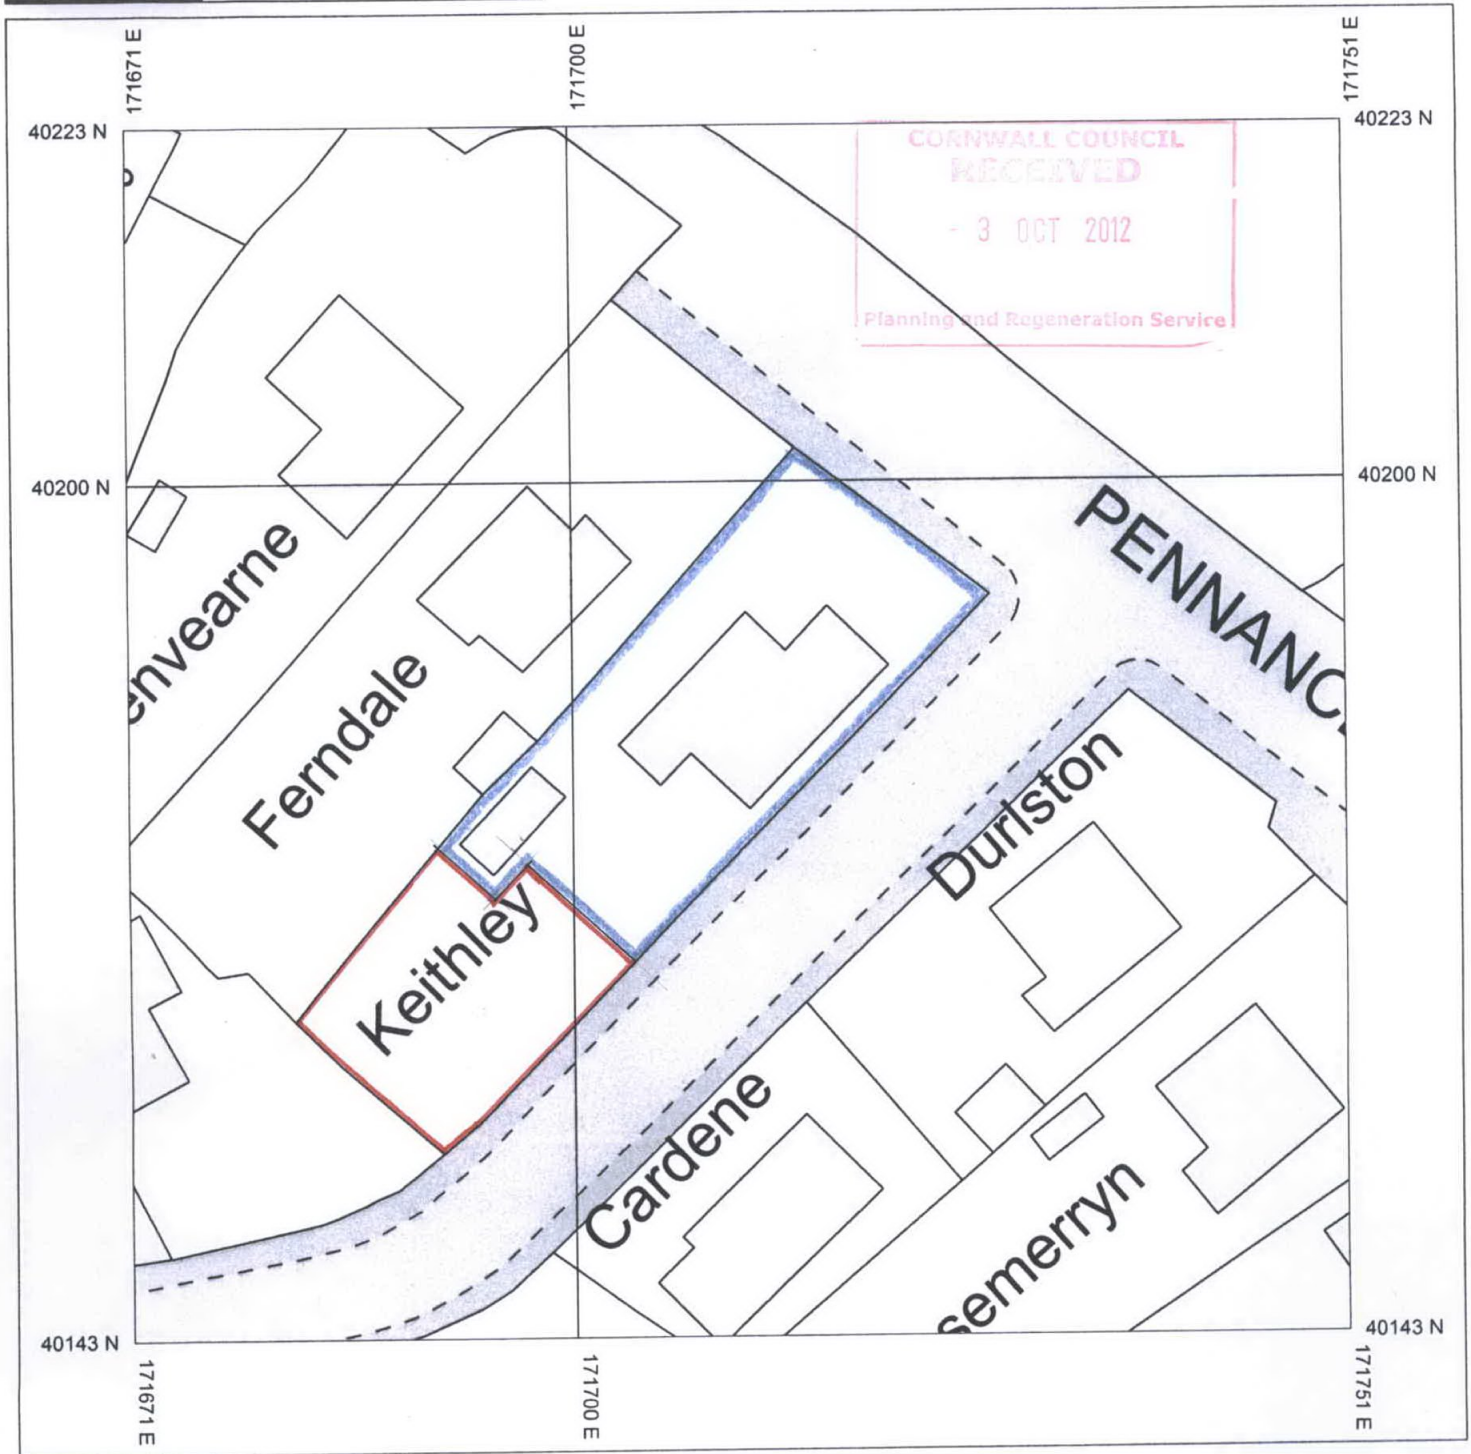 171671 E
171700 E
171751 E
40223 N
40223 N
CORNWALL COUNCIL
RECEIVED
- 3 OCT 2012
Planning and Regeneration Service
40200 N
40200 N
PENNANC
envearne
Ferndale
Durlston
Keithley
Cardene
semerryn
40143 N
40143 N
171671 E
171700 E
171751 E